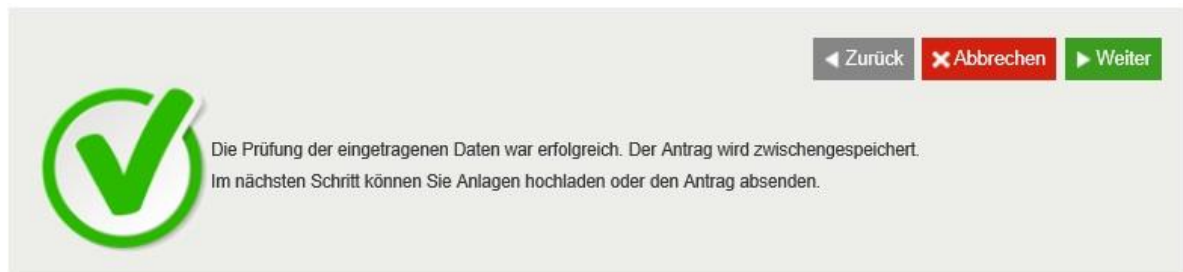 Zurück Abbrechen Weiter
Die Prüfung der eingetragenen Daten war erfolgreich. Der Antrag wird zwischengespeichert.
Im nächsten Schritt können Sie Anlagen hochladen oder den Antrag absenden.